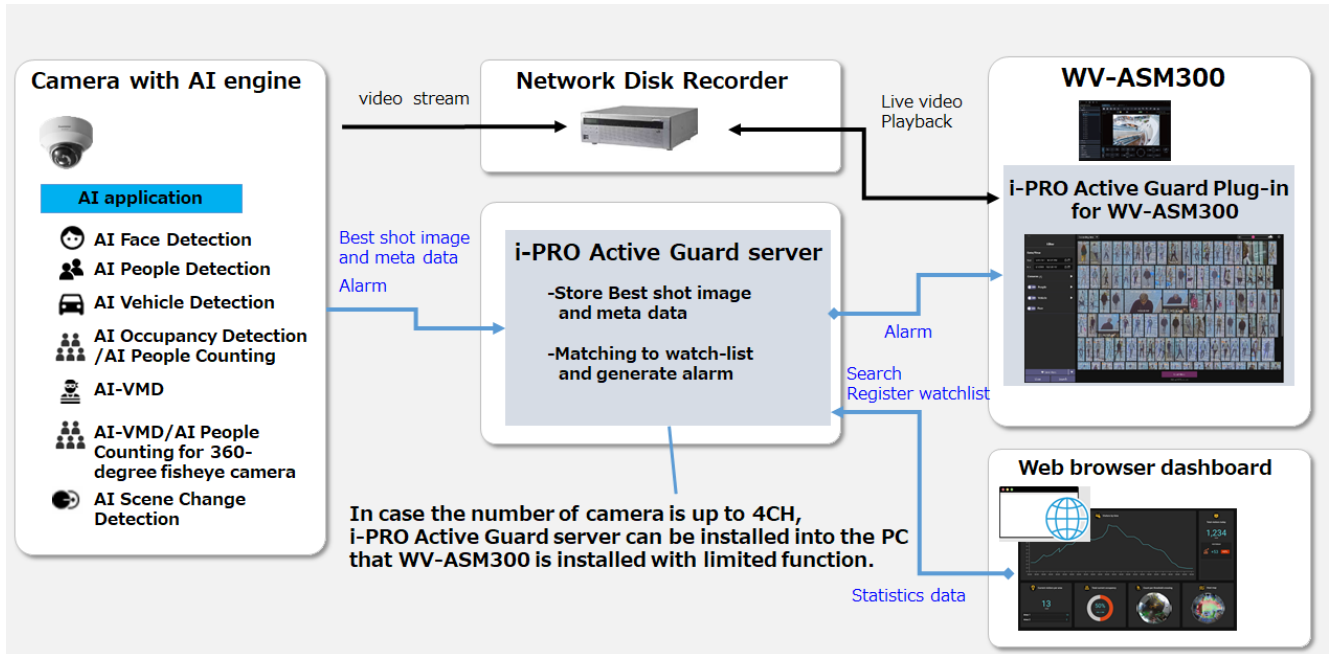 Camera with AI engine
AI application
AI Face Detection
AI People Detection
AI Vehicle Detection
AI Occupancy Detection
/AI People Counting
AI-VMD
AI-VMD/AI People
Counting for 360-
degree fisheye camera
AI Scene Change
Detection
video stream
Network Disk Recorder
Live video
Playback
WV-ASM300
i-PRO Active Guard Plug-in
for WV-ASM300
Best shot image
and meta data
Alarm
i-PRO Active Guard server
-Store Best shot image
and meta data
-Matching to watch-list
and generate alarm
Alarm
Search
Register watchlist
In case the number of camera is up to 4CH,
i-PRO Active Guard server can be installed into the PC
that WV-ASM300 is installed with limited function.
Statistics data
Web browser dashboard
1,234
13
50%